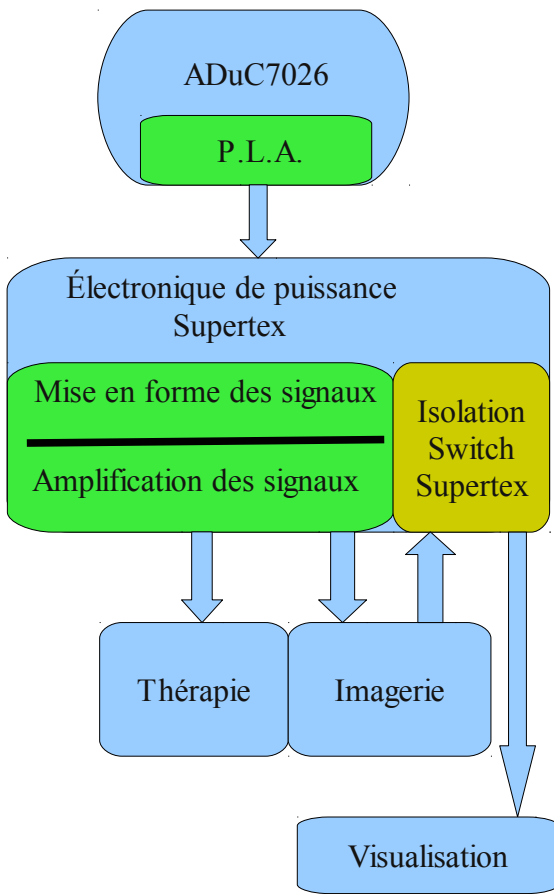 ADuC7026
P.L.A.
Électronique de puissance
Supertex
Mise en forme des signaux
Amplification des signaux
Isolation
Switch
Supertex
Thérapie
Imagerie
Visualisation